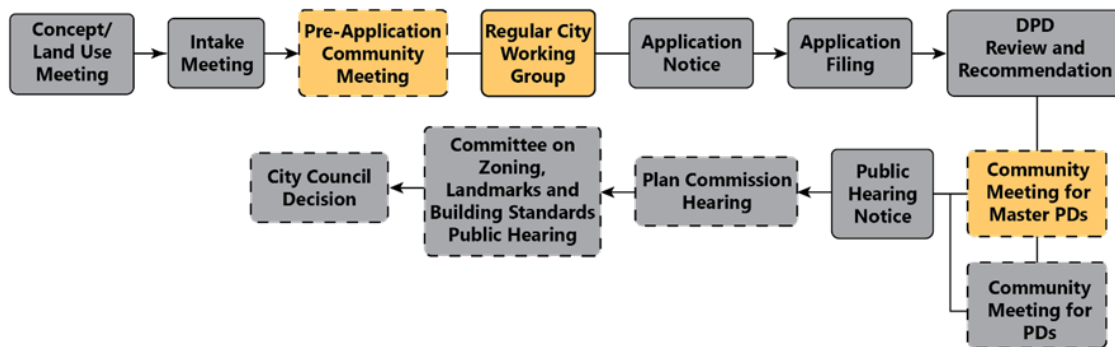 Concept/
Land Use
Meeting
Intake
Meeting
Pre-Application
Community
Meeting
Regular City
Working
Group
Application
Notice
Application
Filing
DPD
Review and
Recommendation
Community
Meeting for
Master PDs
Community
Meeting for
PDs
Public
Hearing
Notice
Plan Commission
Hearing
Committee on
Zoning,
Landmarks and
Building Standards
Public Hearing
City Council
Decision